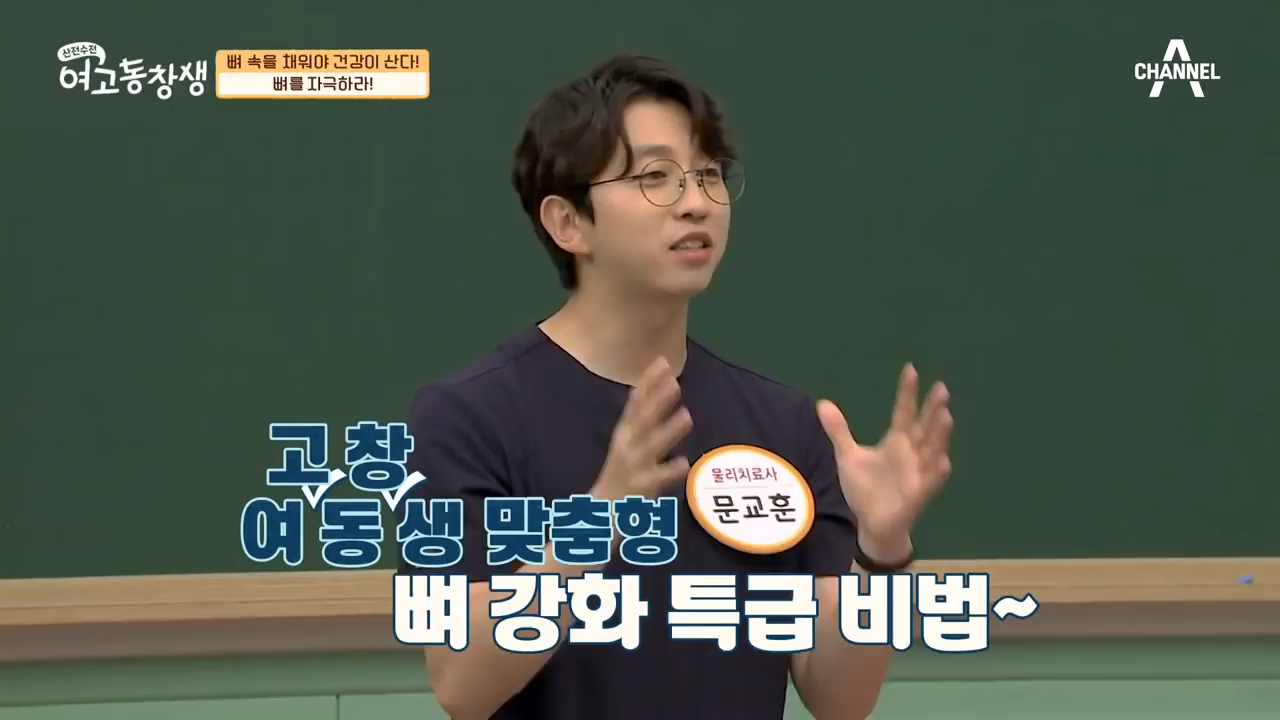 산전수전
여고동창생
뼈 속을 채워야 건강이 산다!
뼈를 자극하라!
CHANNEL A
물리치료사
문교훈
고 창
여 동 생 맞춤형
뼈 강화 특급 비법~